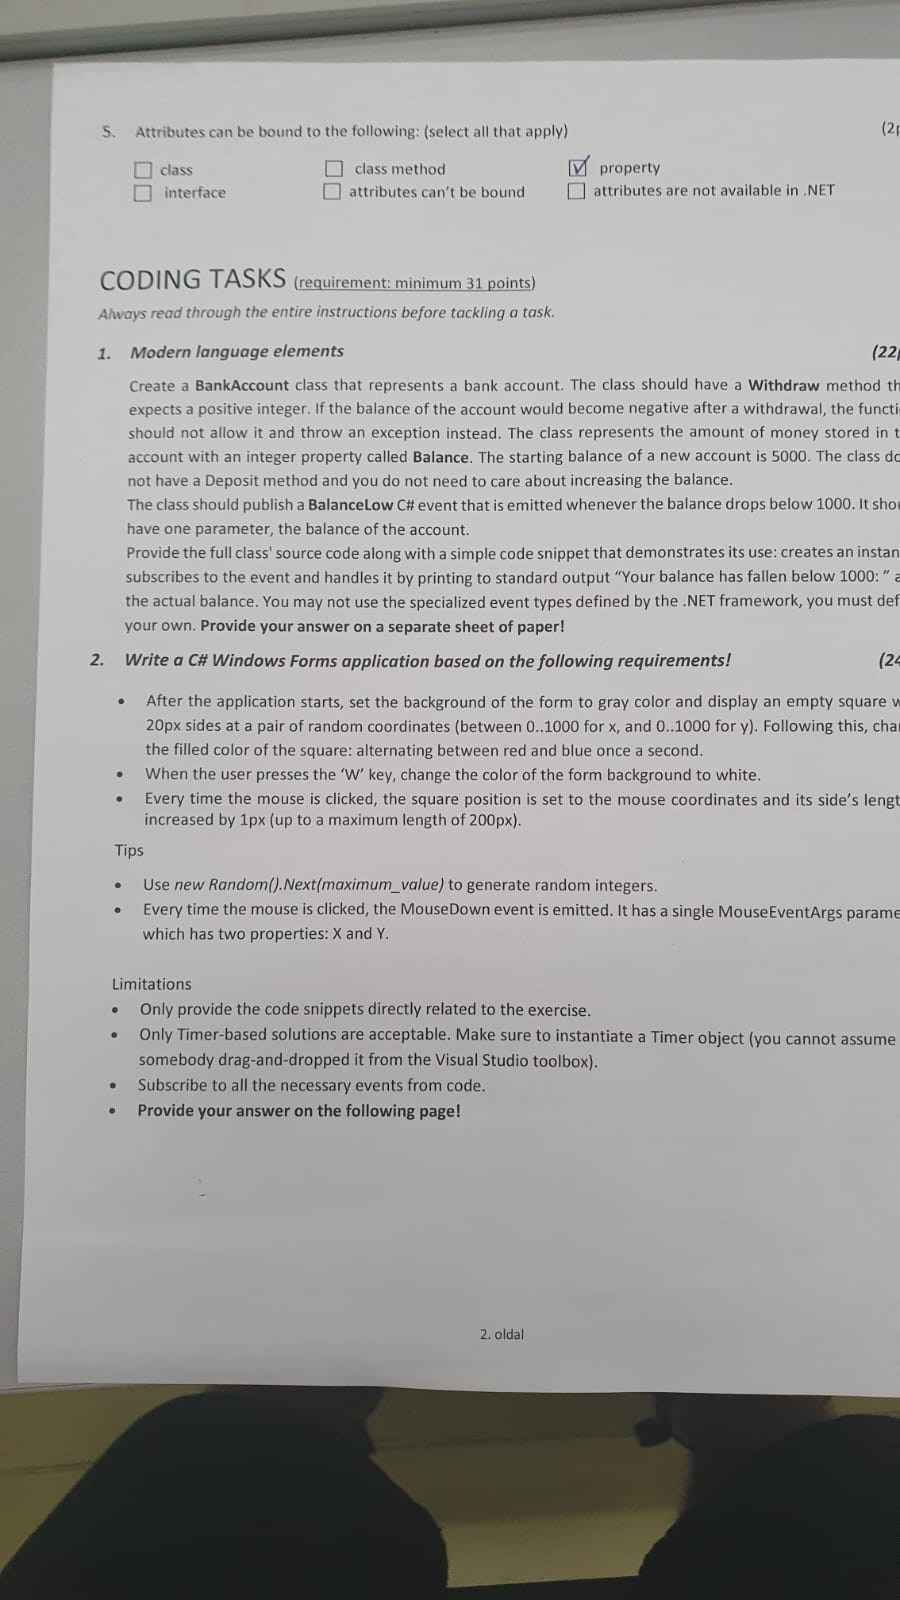 5. Attributes can be bound to the following: (select all that apply) (2p
class class method property
interface attributes can't be bound attributes are not available in .NET
CODING TASKS (requirement: minimum 31 points)
Always read through the entire instructions before tackling a task.
1. Modern language elements (22p
Create a BankAccount class that represents a bank account. The class should have a Withdraw method th
expects a positive integer. If the balance of the account would become negative after a withdrawal, the functi
should not allow it and throw an exception instead. The class represents the amount of money stored in t
account with an integer property called Balance. The starting balance of a new account is 5000. The class do
not have a Deposit method and you do not need to care about increasing the balance.
The class should publish a BalanceLow C# event that is emitted whenever the balance drops below 1000. It shou
have one parameter, the balance of the account.
Provide the full class' source code along with a simple code snippet that demonstrates its use: creates an instan
subscribes to the event and handles it by printing to standard output "Your balance has fallen below 1000: " a
the actual balance. You may not use the specialized event types defined by the .NET framework, you must def
your own. Provide your answer on a separate sheet of paper!
2. Write a C# Windows Forms application based on the following requirements! (24
• After the application starts, set the background of the form to gray color and display an empty square w
20px sides at a pair of random coordinates (between 0..1000 for x, and 0..1000 for y). Following this, cha
the filled color of the square: alternating between red and blue once a second.
• When the user presses the 'W' key, change the color of the form background to white.
• Every time the mouse is clicked, the square position is set to the mouse coordinates and its side's lengt
increased by 1px (up to a maximum length of 200px).
Tips
• Use new Random().Next(maximum_value) to generate random integers.
• Every time the mouse is clicked, the MouseDown event is emitted. It has a single MouseEventArgs parame
which has two properties: X and Y.
Limitations
• Only provide the code snippets directly related to the exercise.
• Only Timer-based solutions are acceptable. Make sure to instantiate a Timer object (you cannot assume
somebody drag-and-dropped it from the Visual Studio toolbox).
• Subscribe to all the necessary events from code.
• Provide your answer on the following page!
2. oldal